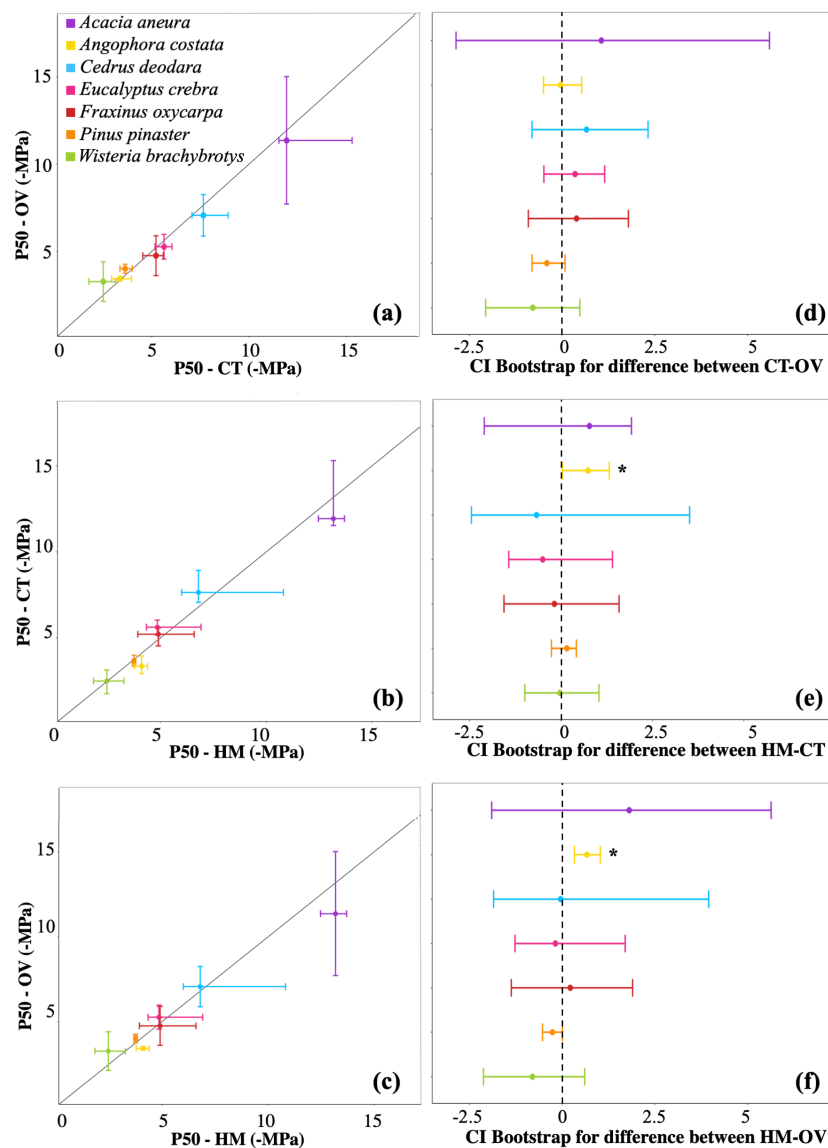 15
10
5
P50 - OV (-MPa)
Acacia aneura
Angophora costata
Cedrus deodara
Eucalyptus crebra
Fraxinus oxycarpa
Pinus pinaster
Wisteria brachybrotys
(a)
0 5 10 15
P50 - CT (-MPa)
(d)
-2.5 0 2.5 5
CI Bootstrap for difference between CT-OV
15
10
5
P50 - CT (-MPa)
(b)
0 5 10 15
P50 - HM (-MPa)
*
(e)
-2.5 0 2.5 5
CI Bootstrap for difference between HM-CT
15
10
5
P50 - OV (-MPa)
(c)
0 5 10 15
P50 - HM (-MPa)
*
(f)
-2.5 0 2.5 5
CI Bootstrap for difference between HM-OV